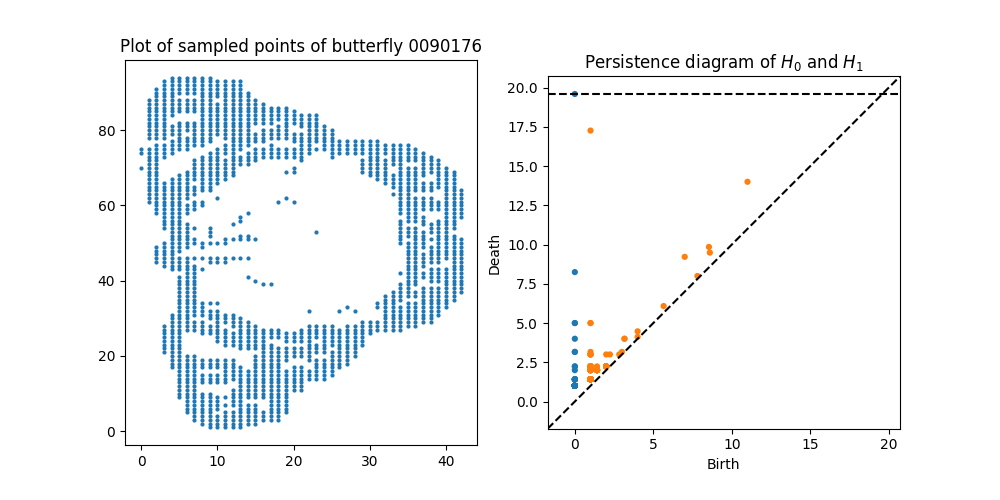 Plot of sampled points of butterfly 0090176
80
60
40
20
0
0 10 20 30 40
Persistence diagram of $H_0$ and $H_1$
Death
20.0
17.5
15.0
12.5
10.0
7.5
5.0
2.5
0.0
0 5 10 15 20
Birth